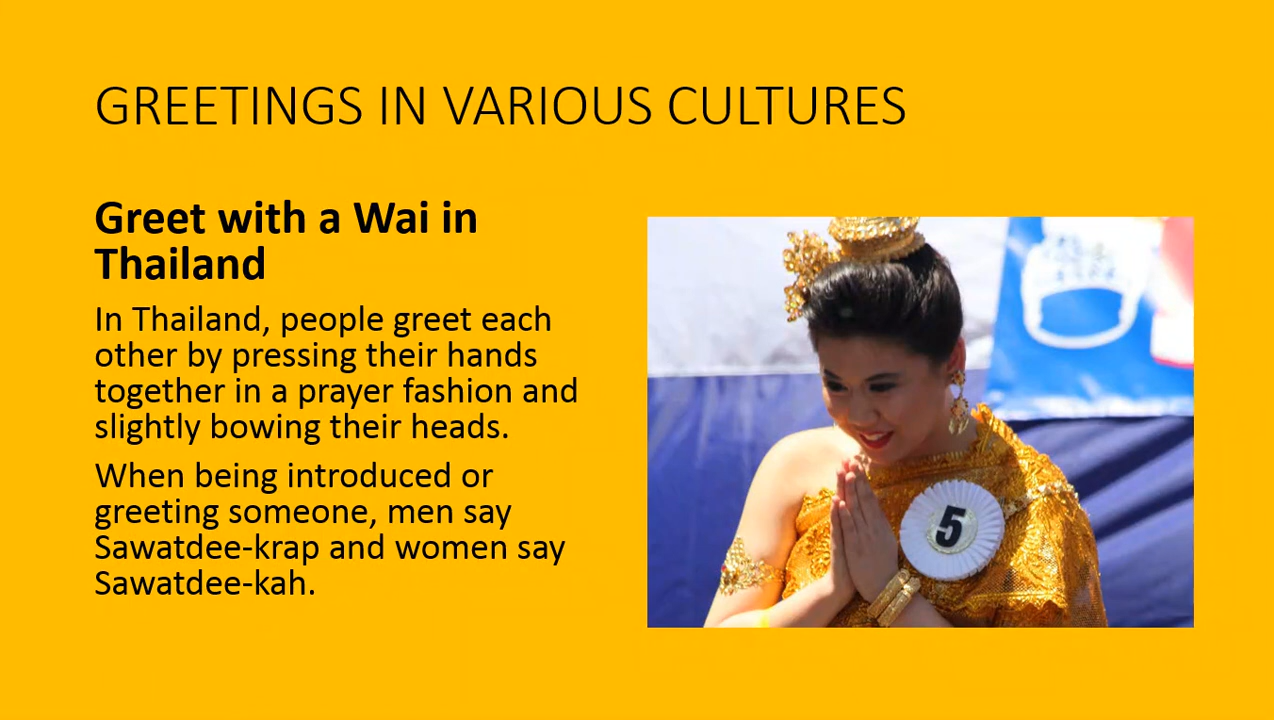 GREETINGS IN VARIOUS CULTURES
Greet with a Wai in
Thailand
In Thailand, people greet each
other by pressing their hands
together in a prayer fashion and
slightly bowing their heads.
When being introduced or
greeting someone, men say
Sawatdee-krap and women say
Sawatdee-kah.
5